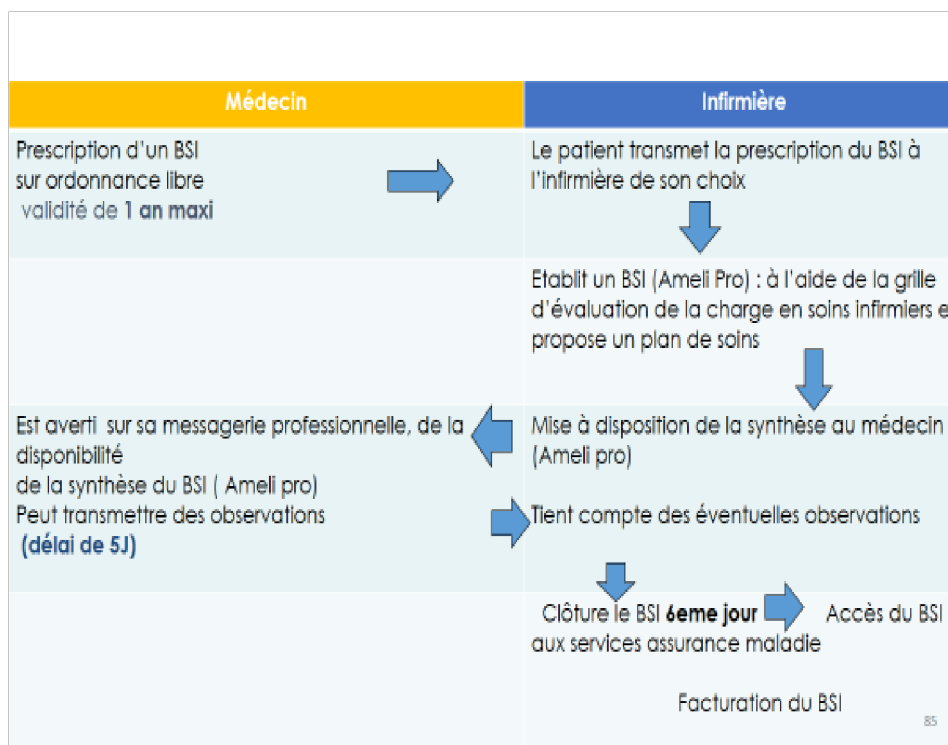 Médecin
Infirmière
Prescription d'un BSI
sur ordonnance libre
validité de 1 an maxi
Le patient transmet la prescription du BSI à
l'infirmière de son choix
Etablit un BSI (Ameli Pro) : à l'aide de la grille
d'évaluation de la charge en soins infirmiers e
propose un plan de soins
Est averti sur sa messagerie professionnelle, de la
disponibilité
de la synthèse du BSI ( Ameli pro)
Peut transmettre des observations
(délai de 5J)
Mise à disposition de la synthèse au médecin
(Ameli pro)
Tient compte des éventuelles observations
Clôture le BSI 6eme jour Accès du BSI
aux services assurance maladie
Facturation du BSI
85